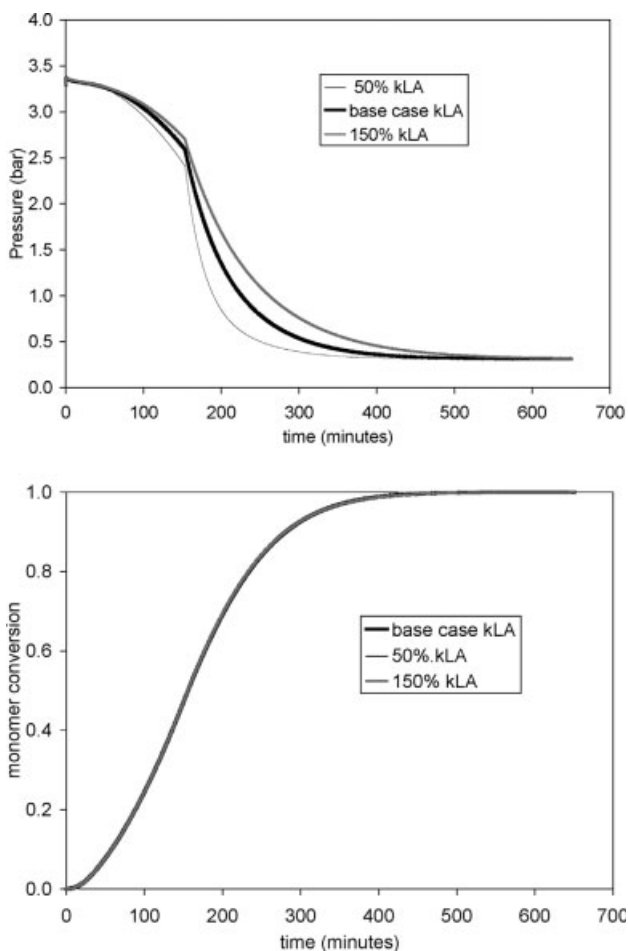 4.0
3.5
3.0
2.5
2.0
1.5
1.0
0.5
0.0
Pressure (bar)
50% kLA
base case kLA
150% kLA
0 100 200 300 400 500 600 700
time (minutes)
1.0
0.8
0.6
0.4
0.2
0.0
monomer conversion
base case kLA
50%.kLA
150% kLA
0 100 200 300 400 500 600 700
time (minutes)